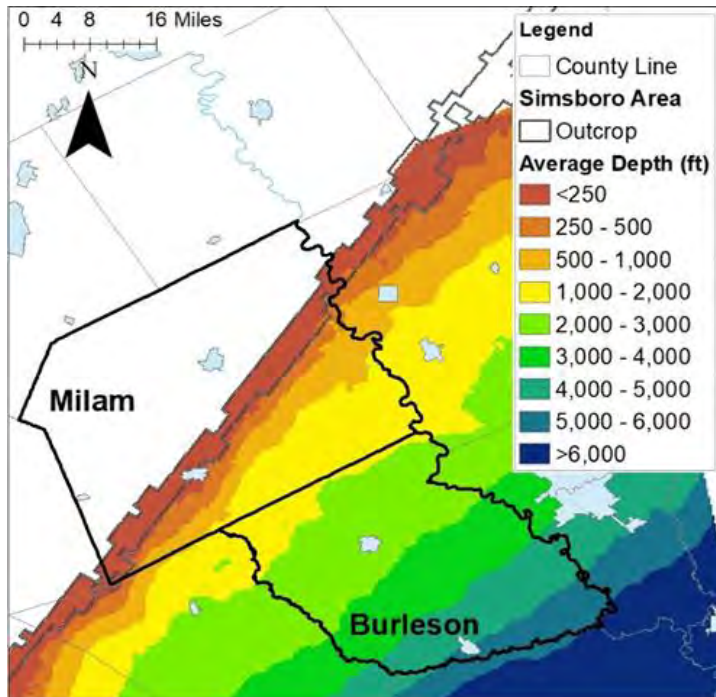 0 4 8 16 Miles
N
Legend
County Line
Simsboro Area
Outcrop
Average Depth (ft)
<250
250 - 500
500 - 1,000
1,000 - 2,000
2,000 - 3,000
3,000 - 4,000
4,000 - 5,000
5,000 - 6,000
>6,000
Milam
Burleson